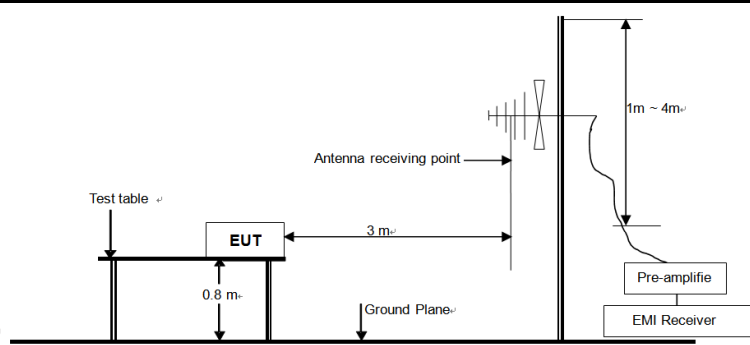 1m ~ 4m
Antenna receiving point
Test table
3 m
EUT
0.8 m
Ground Plane
Pre-amplifie
EMI Receiver